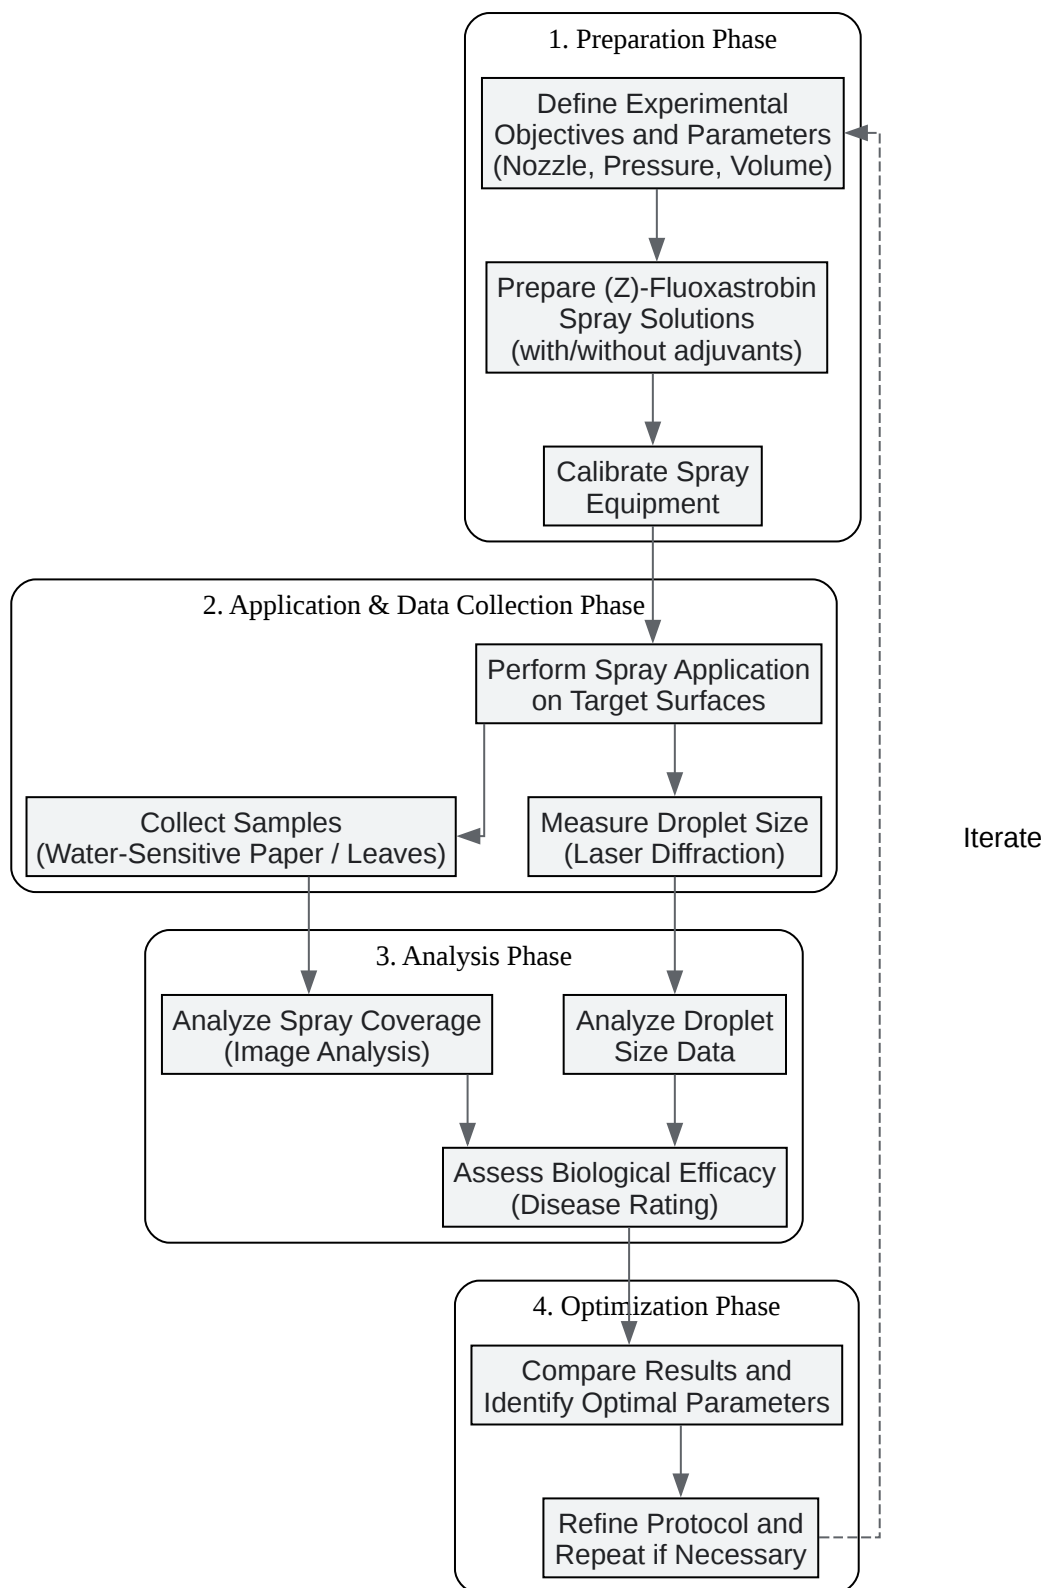 1. Preparation Phase
Define Experimental
Objectives and Parameters
(Nozzle, Pressure, Volume)
Prepare (Z)-Fluoxastrobin
Spray Solutions
(with/without adjuvants)
Calibrate Spray
Equipment
2. Application & Data Collection Phase
Perform Spray Application
on Target Surfaces
Collect Samples
(Water-Sensitive Paper / Leaves)
Measure Droplet Size
(Laser Diffraction)
Iterate
3. Analysis Phase
Analyze Spray Coverage
(Image Analysis)
Analyze Droplet
Size Data
Assess Biological Efficacy
(Disease Rating)
4. Optimization Phase
Compare Results and
Identify Optimal Parameters
Refine Protocol and
Repeat if Necessary